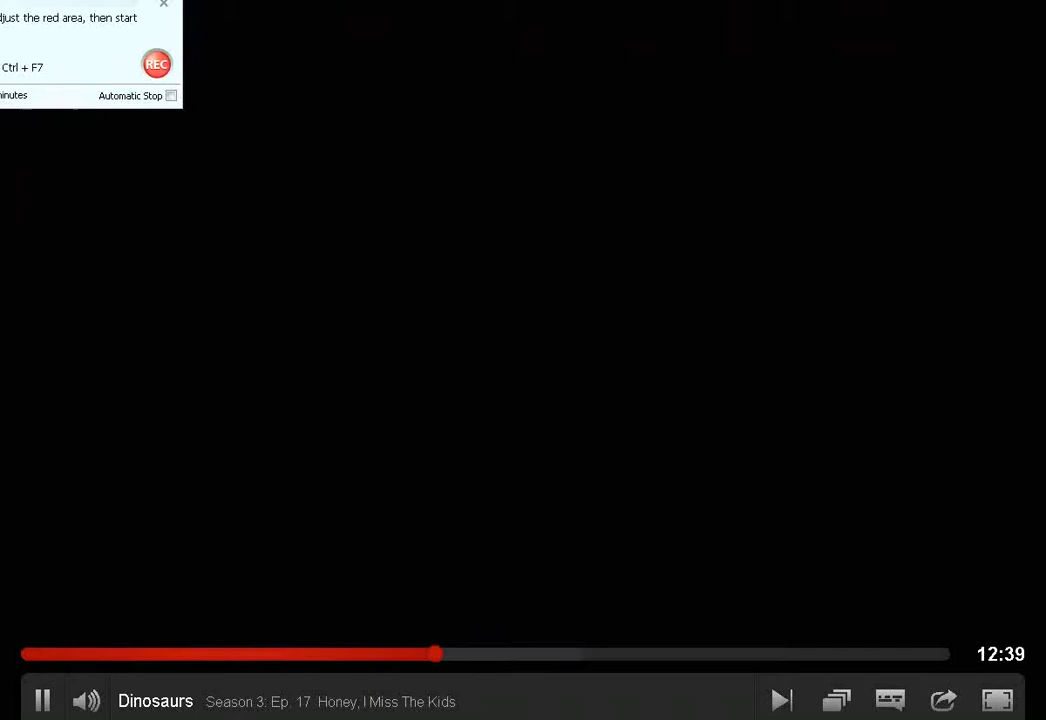 just the red area, then start
Ctrl + F7
REC
inutes
Automatic Stop
12:39
Dinosaurs Season 3: Ep. 17 Honey, I Miss The Kids